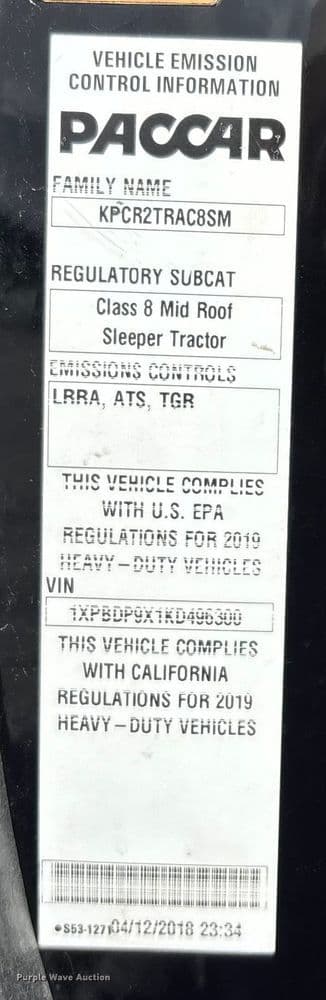 VEHICLE EMISSION
CONTROL INFORMATION
PACCAR
FAMILY NAME
KPCR2TRAC8SM
REGULATORY SUBCAT
Class 8 Mid Roof
Sleeper Tractor
EMISSIONS CONTROLS
LRRA, ATS, TGR
THIS VEHICLE COMPLIES
WITH U.S. EPA
REGULATIONS FOR 2019
HEAVY-DUTY VEHICLES
VIN
1XPBDP9X1KD496300
THIS VEHICLE COMPLIES
WITH CALIFORNIA
REGULATIONS FOR 2019
HEAVY-DUTY VEHICLES
S53-1271 04/12/2018 23:34
Purple Wave Auction